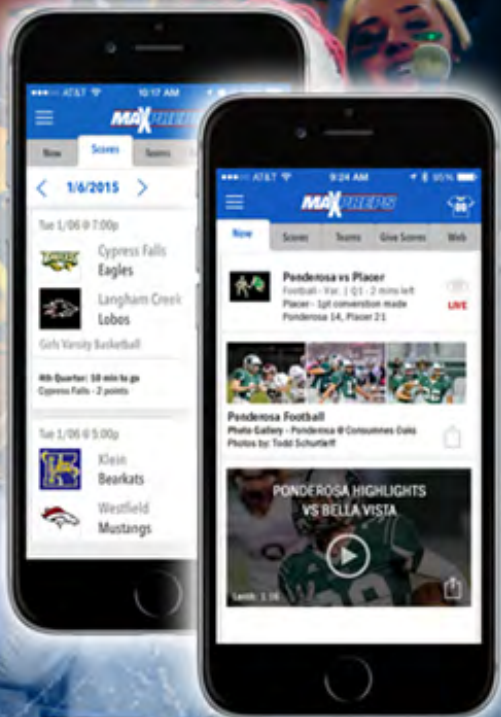 AT&T 10:17 AM
MAXPREPS
Now Scores Teams
1/6/2015
Tue 1/06 @ 7:00p
Cypress Falls
Eagles
Langham Creek
Lobos
Girls Varsity Basketball
4th Quarter: 10 min to go
Cypress Falls - 2 points
Tue 1/06 @ 5:00p
Klein
Bearkats
Westfield
Mustangs
AT&T 9:24 AM 95%
MAXPREPS
Now Scores Teams Give Scores Web
Ponderosa vs Placer
Football - Var. | Q1 - 2 mins left
Placer - 1pt conversion made
Ponderosa 14, Placer 21
LIVE
Ponderosa Football
Photo Gallery - Ponderosa @ Consumnes Oaks
Photos by: Todd Schurtleff
PONDEROSA HIGHLIGHTS
VS BELLA VISTA